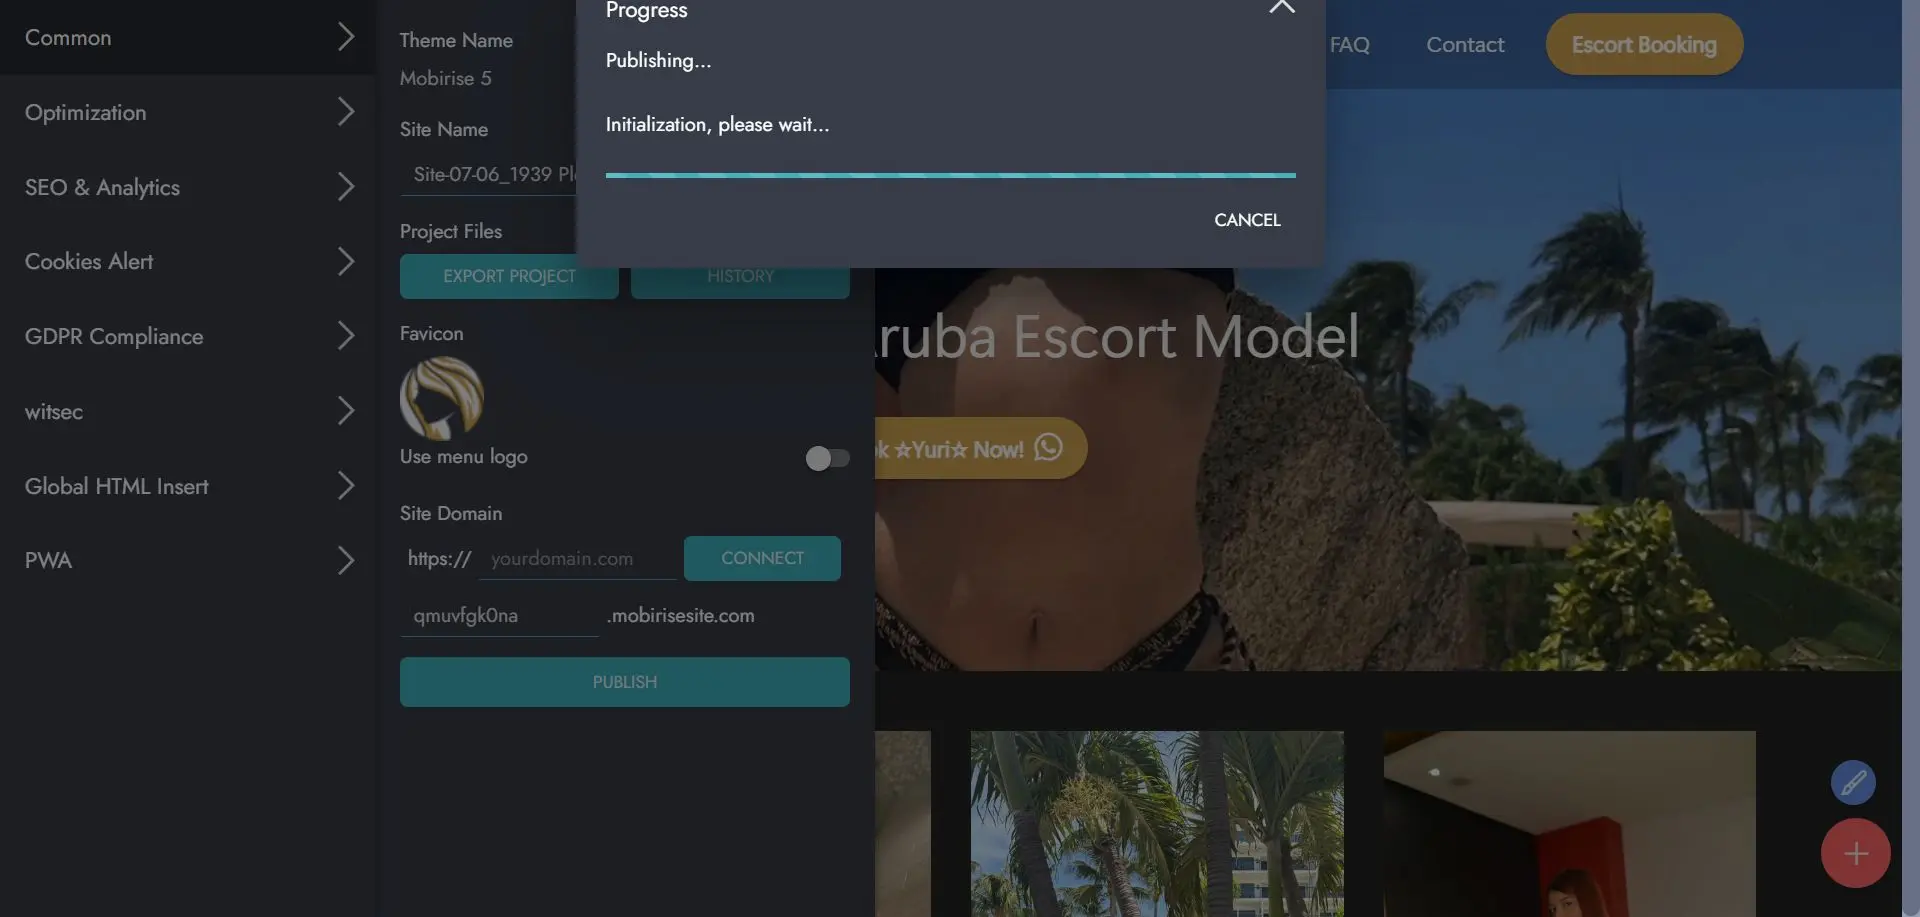 Common
Optimization
SEO & Analytics
Cookies Alert
GDPR Compliance
witsec
Global HTML Insert
PWA
Theme Name
Mobirise 5
Site Name
Site-07-06_1939
Project Files
EXPORT PROJECT
HISTORY
Favicon
Use menu logo
Site Domain
https://
yourdomain.com
CONNECT
qmuvfgk0na
.mobirisesite.com
PUBLISH
Progress
Publishing...
Initialization, please wait...
CANCEL
FAQ
Contact
Escort Booking
Escort Model
☆Yuri☆ Now!